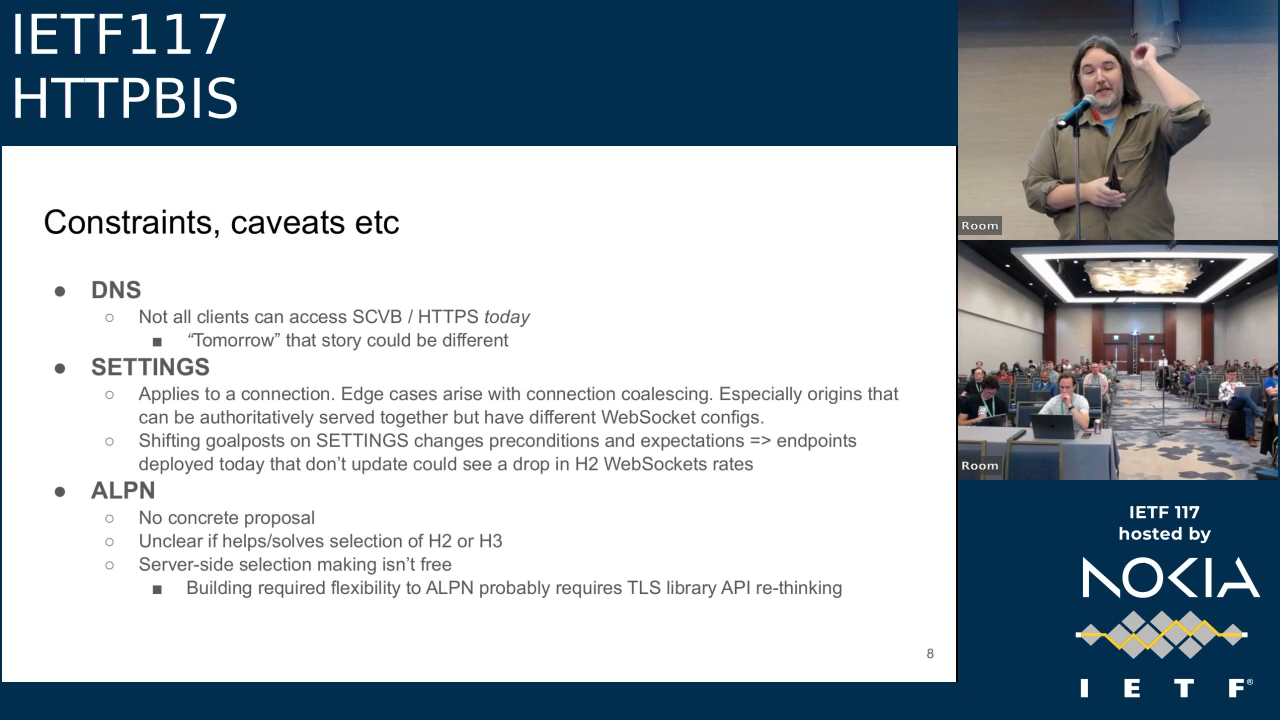 IETF117
HTTPBIS
Constraints, caveats etc
● DNS
○ Not all clients can access SCVB / HTTPS today
■ “Tomorrow” that story could be different
● SETTINGS
○ Applies to a connection. Edge cases arise with connection coalescing. Especially origins that
can be authoritatively served together but have different WebSocket configs.
○ Shifting goalposts on SETTINGS changes preconditions and expectations => endpoints
deployed today that don’t update could see a drop in H2 WebSockets rates
● ALPN
○ No concrete proposal
○ Unclear if helps/solves selection of H2 or H3
○ Server-side selection making isn’t free
■ Building required flexibility to ALPN probably requires TLS library API re-thinking
8
Room
Room
IETF 117
hosted by
NOKIA
I E T F®